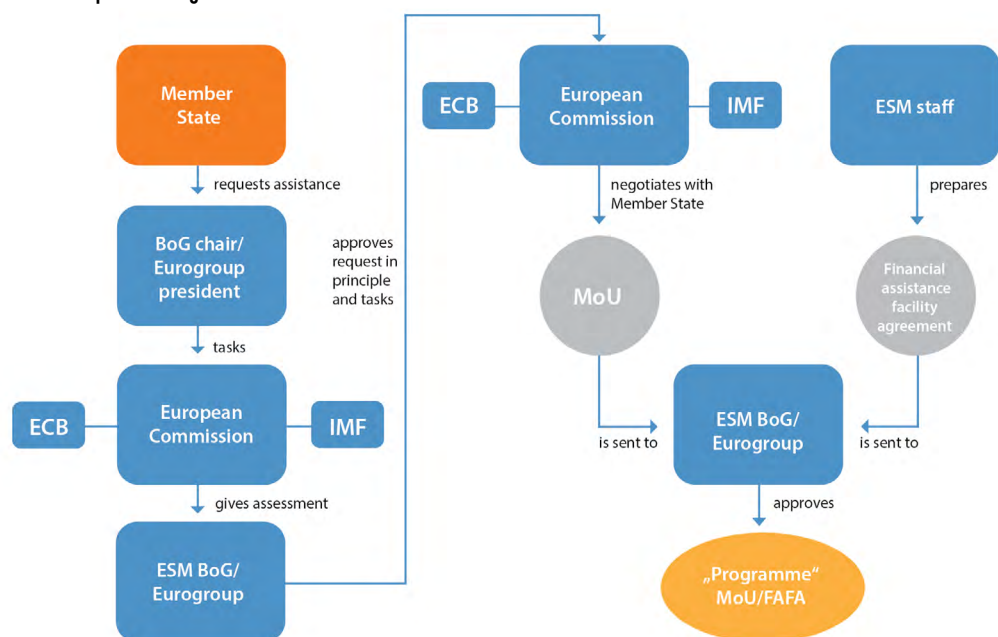 Member
State
requests assistance
BoG chair/
Eurogroup
president
tasks
ECB
European
Commission
IMF
gives assessment
ESM BoG/
Eurogroup
approves
request in
principle
and tasks
ECB
European
Commission
IMF
negotiates with
Member State
MoU
is sent to
ESM staff
prepares
Financial
assistance
facility
agreement
is sent to
ESM BoG/
Eurogroup
approves
„Programme“
MoU/FAFA